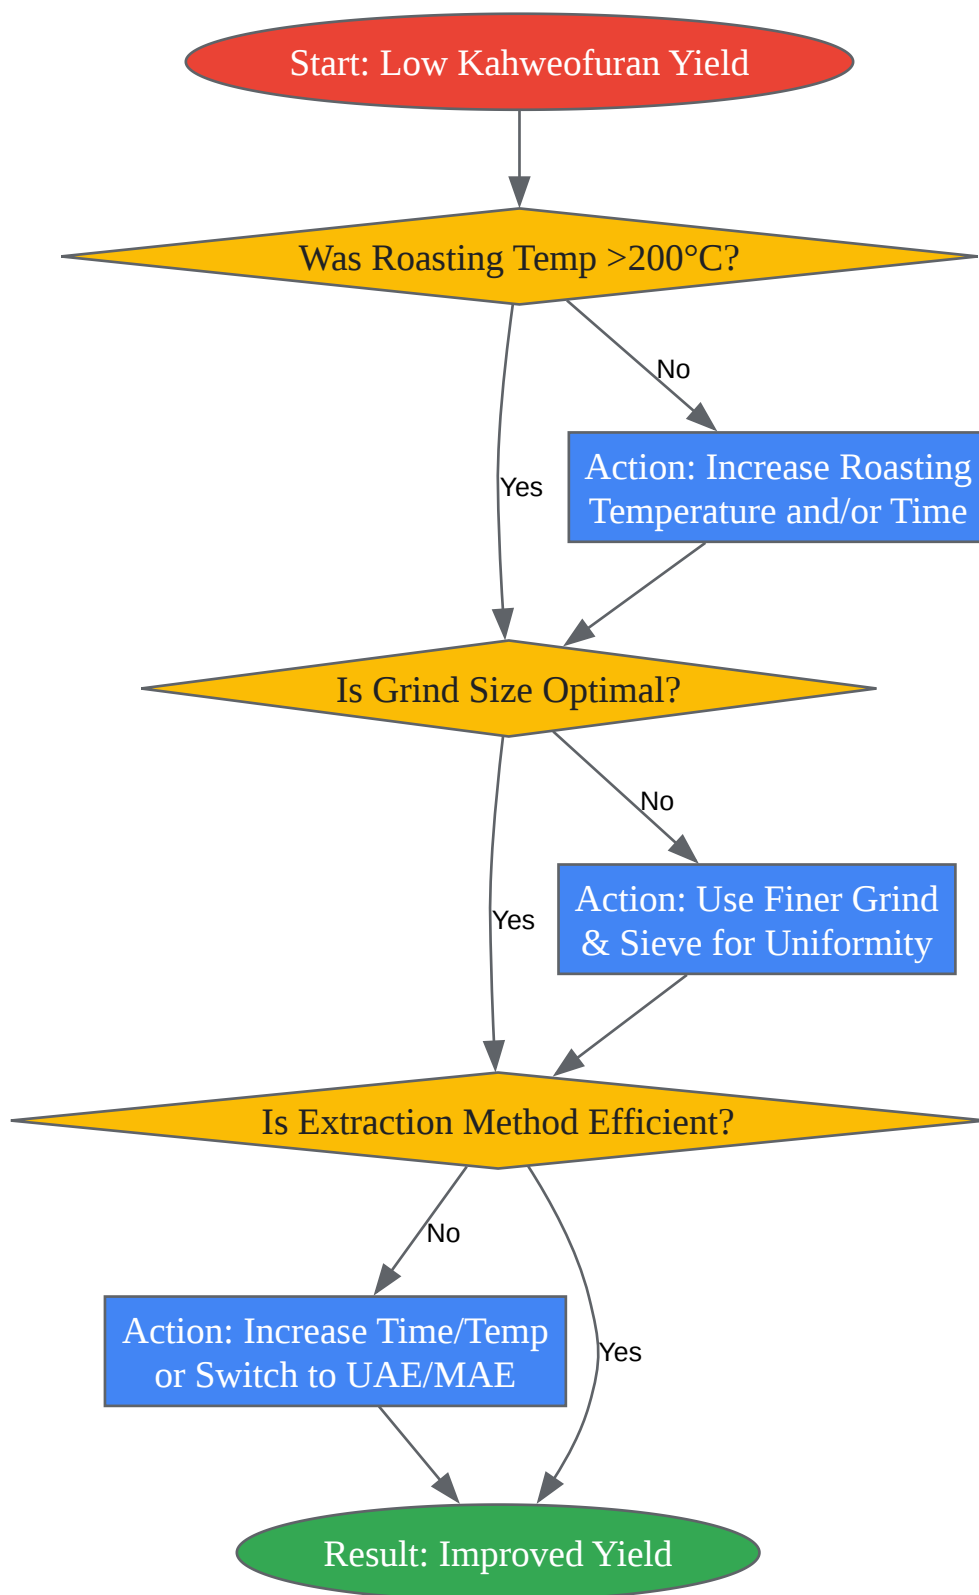 Start: Low Kahweofuran Yield
Was Roasting Temp >200°C?
No
Action: Increase Roasting
Temperature and/or Time
Yes
Is Grind Size Optimal?
No
Action: Use Finer Grind
& Sieve for Uniformity
Yes
Is Extraction Method Efficient?
No
Action: Increase Time/Temp
or Switch to UAE/MAE
Yes
Result: Improved Yield